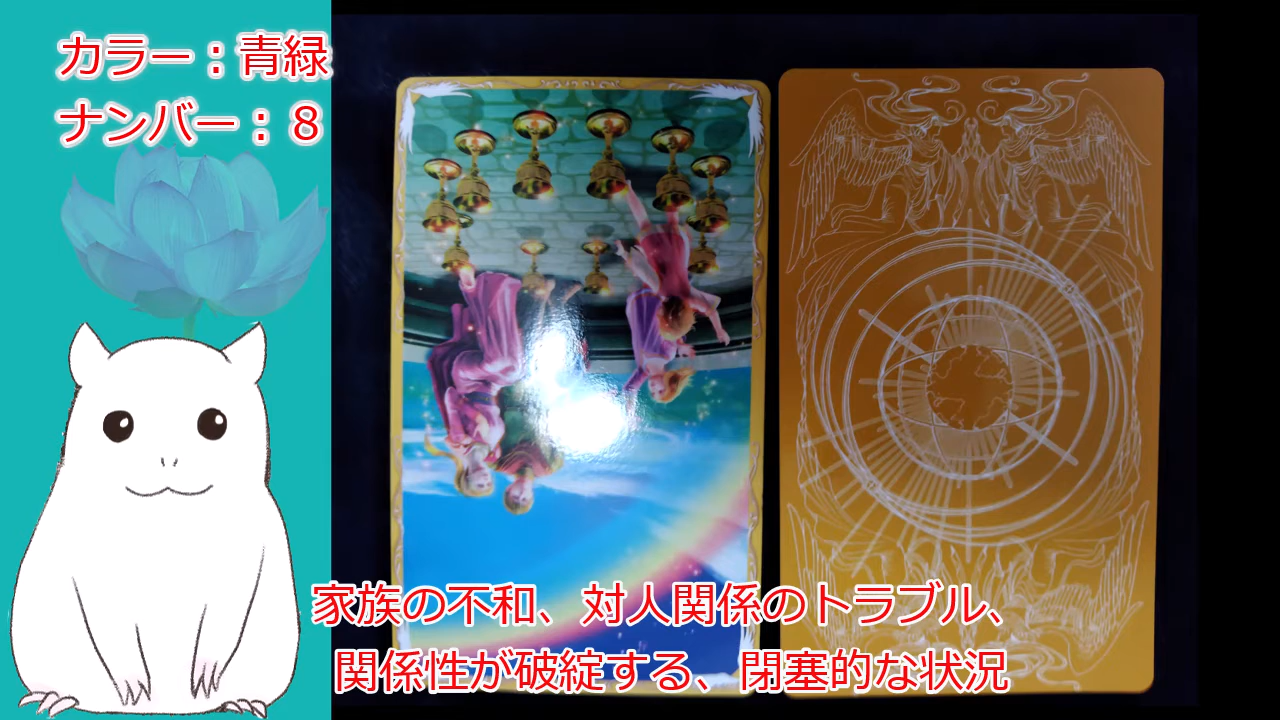 カラー：青緑
ナンバー：８
家族の不和、対人関係のトラブル、
関係性が破綻する、閉塞的な状況